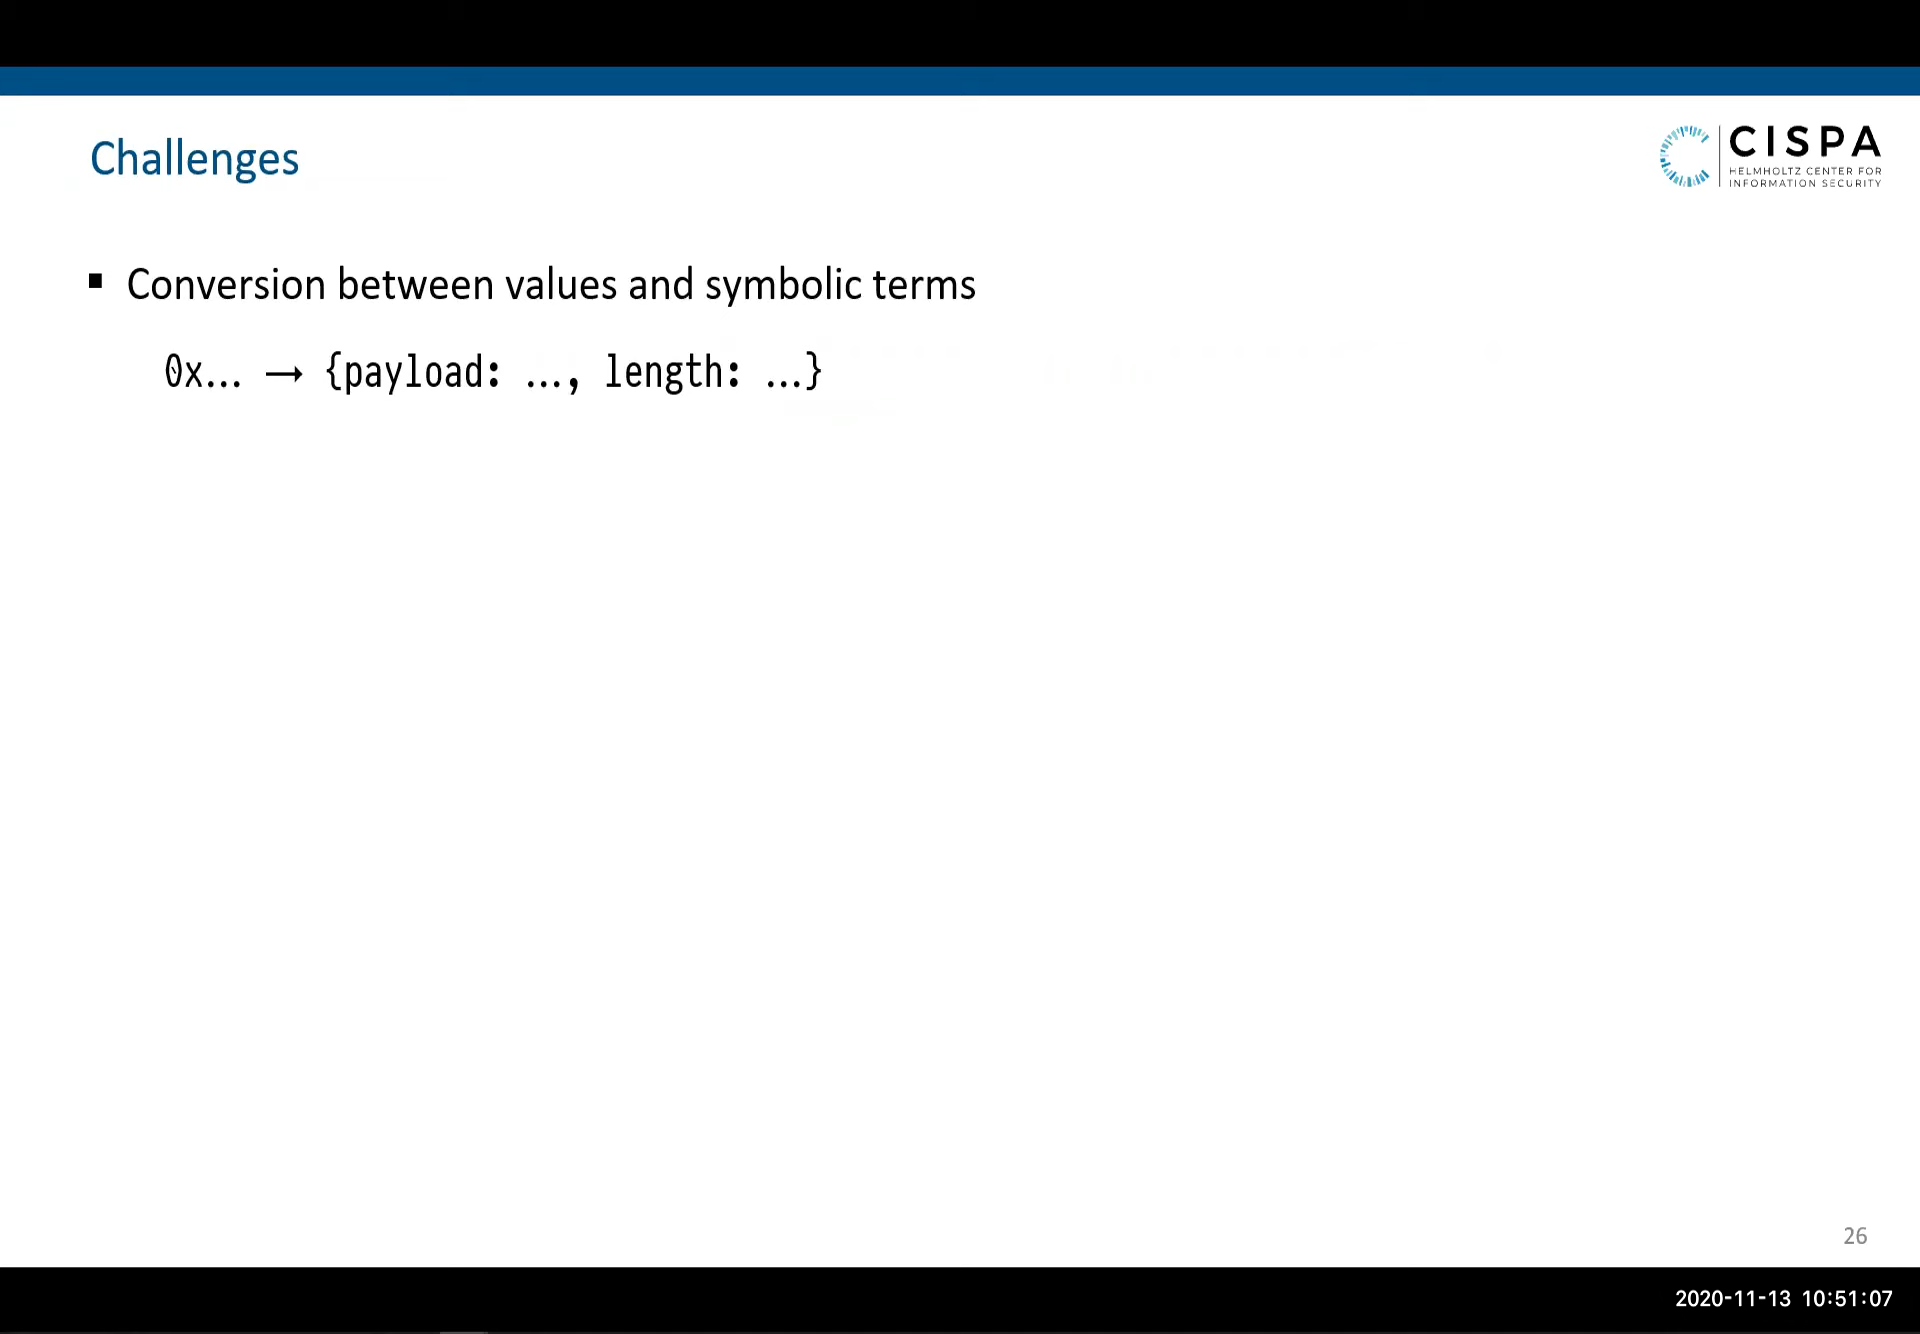 Challenges
CISPA
HELMHOLTZ CENTER FOR
INFORMATION SECURITY
▪ Conversion between values and symbolic terms
0x… → {payload: …, length: …}
26
2020-11-13 10:51:07